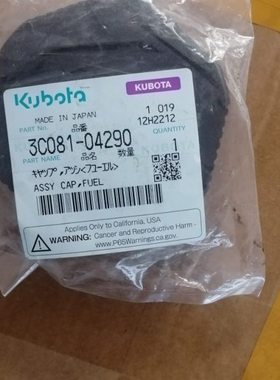 Kubota
KUBOTA
MADE IN JAPAN
1 019
PART No. 品番
12H2212
3C081-04290
QUANTITY
PART NAME 品名 数量
1
キャップ,アツシ<フューエル>
ASSY CAP,FUEL
Applies Only to California, USA
WARNING: Cancer and Reproductive Harm -
www.P65Warnings.ca.gov.